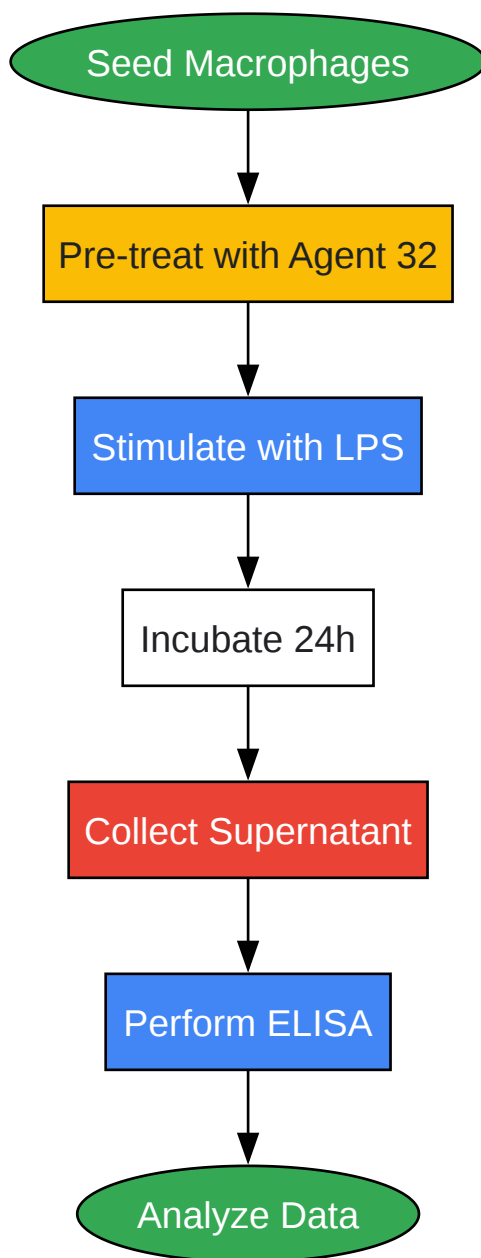 Seed Macrophages
Pre-treat with Agent 32
Stimulate with LPS
Incubate 24h
Collect Supernatant
Perform ELISA
Analyze Data